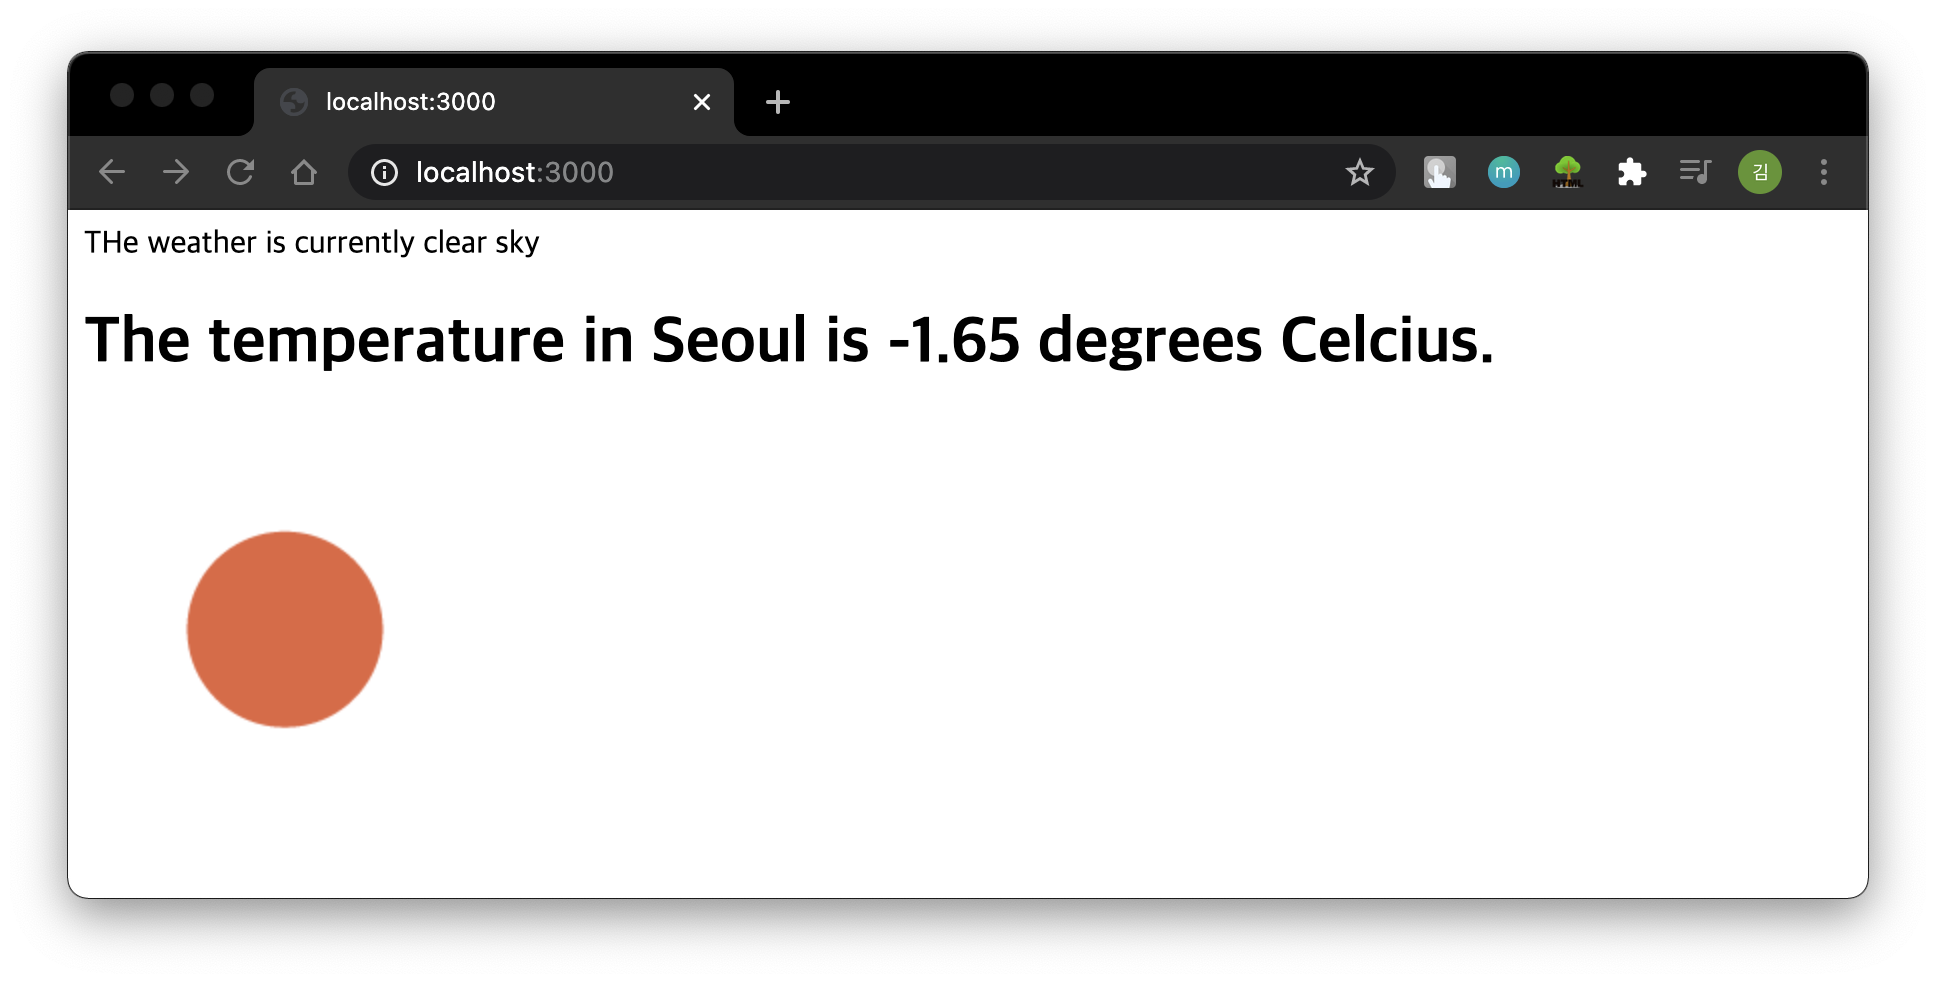 localhost:3000
localhost:3000
m
HTML
김
THe weather is currently clear sky
The temperature in Seoul is -1.65 degrees Celcius.